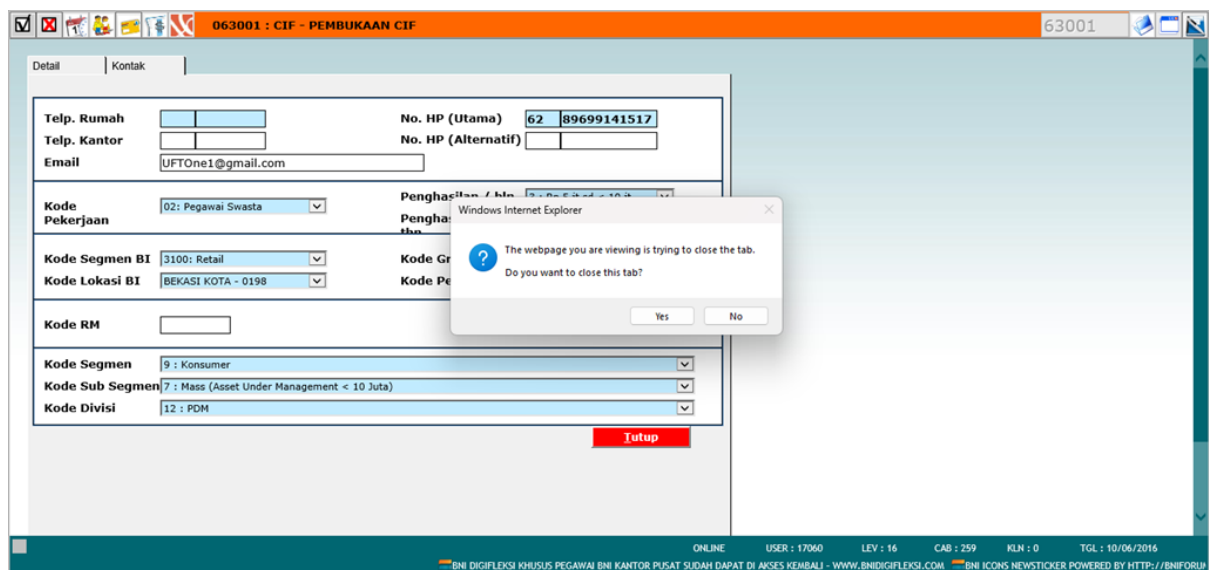 063001 : CIF - PEMBUKAAN CIF
63001
Detail
Kontak
Telp. Rumah
No. HP (Utama)
62 89699141517
Telp. Kantor
No. HP (Alternatif)
Email
UFTOne1@gmail.com
Kode
Pekerjaan
02: Pegawai Swasta
Penghasilan / bln
Windows Internet Explorer
The webpage you are viewing is trying to close the tab.
Do you want to close this tab?
Yes
No
Kode Segmen BI
3100: Retail
Kode Lokasi BI
BEKASI KOTA - 0198
Kode RM
Kode Segmen
9 : Konsumer
Kode Sub Segmen
7 : Mass (Asset Under Management < 10 Juta)
Kode Divisi
12 : PDM
Tutup
ONLINE
USER : 17060
LEV : 16
CAB : 259
KLN : 0
TGL : 10/06/2016
BNI DIGIFLEKSI KHUSUS PEGAWAI BNI KANTOR PUSAT SUDAH DAPAT DI AKSES KEMBALI - WWW.BNIDIGIFLEKSI.COM
BNI ICONS NEWSTICKER POWERED BY HTTP://BNIFORUM